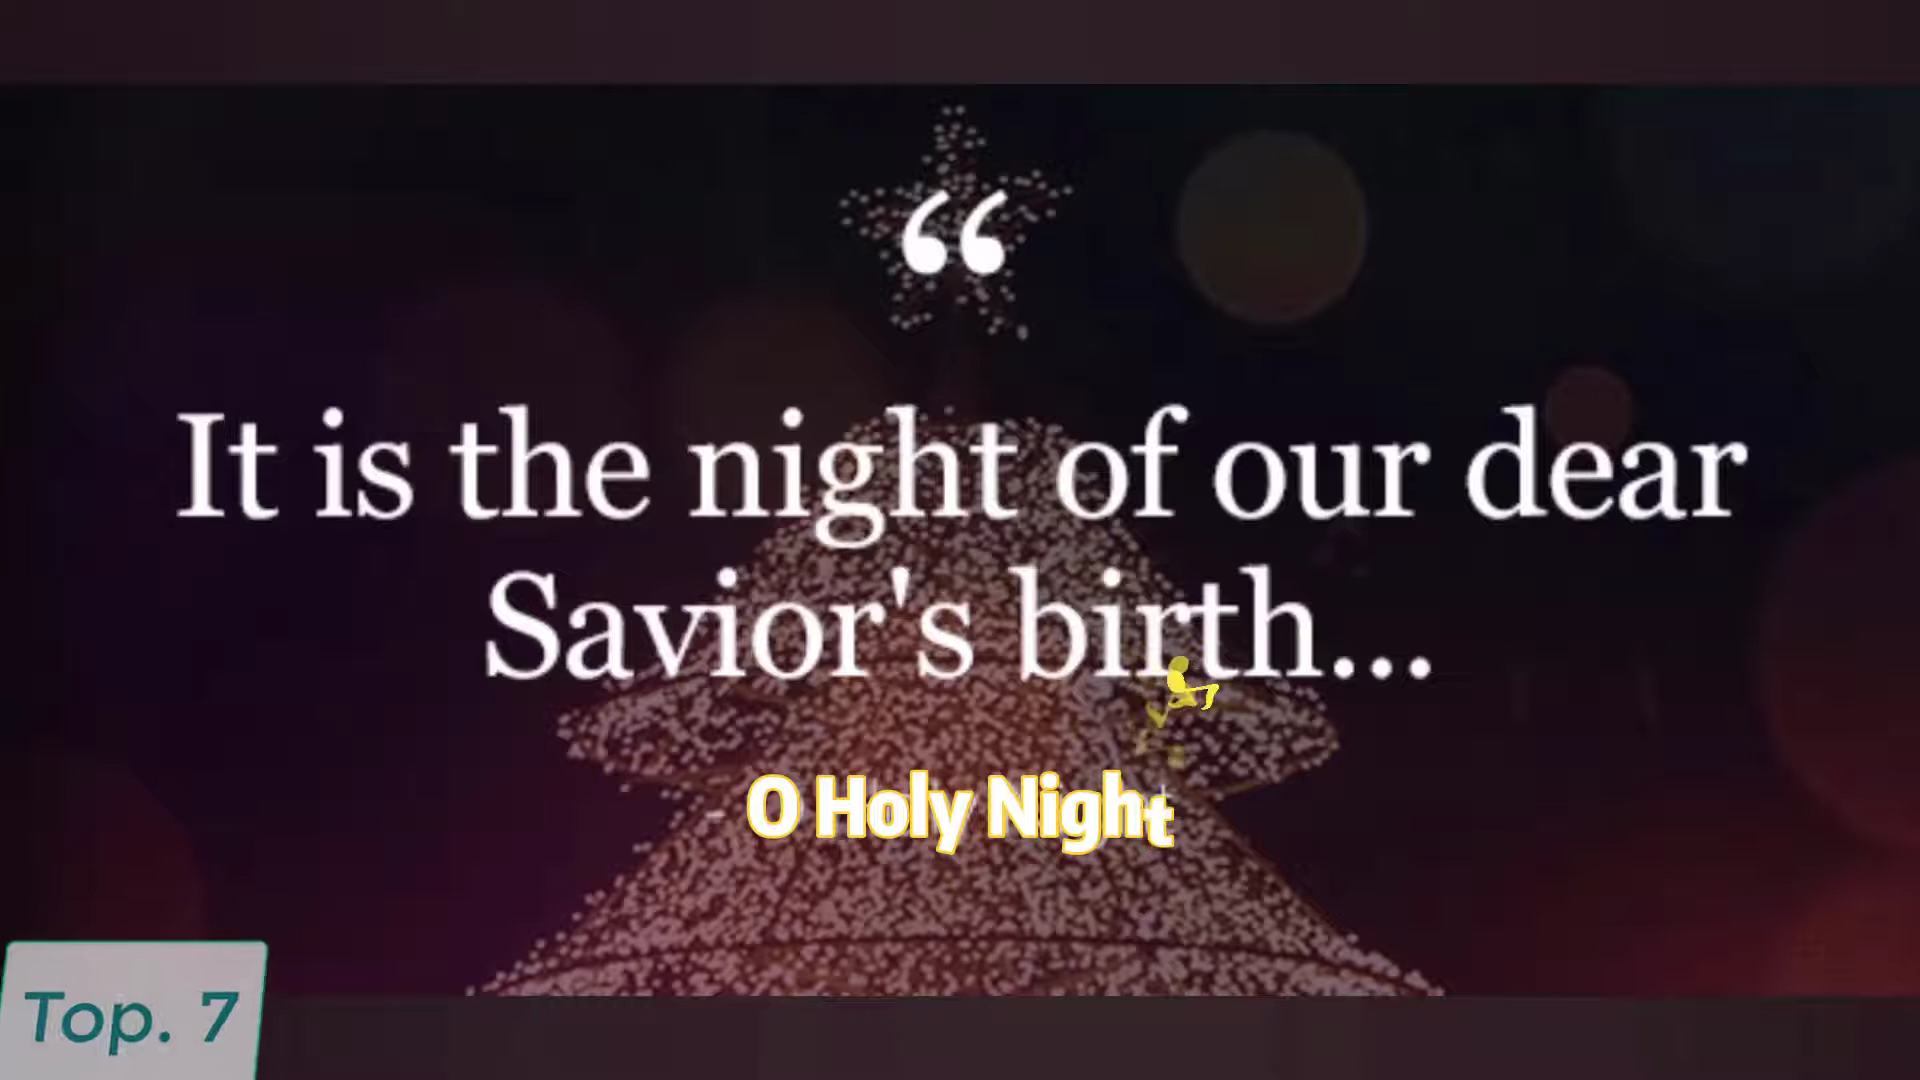 “
It is the night of our dear
Savior's birth...
O Holy Night
Top. 7